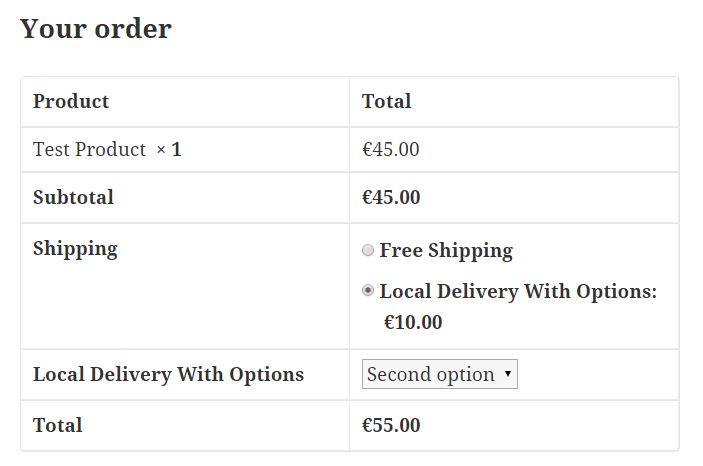 Your order
Product Total
Test Product × 1 €45.00
Subtotal €45.00
Shipping Free Shipping
Local Delivery With Options:
€10.00
Local Delivery With Options Second option
Total €55.00